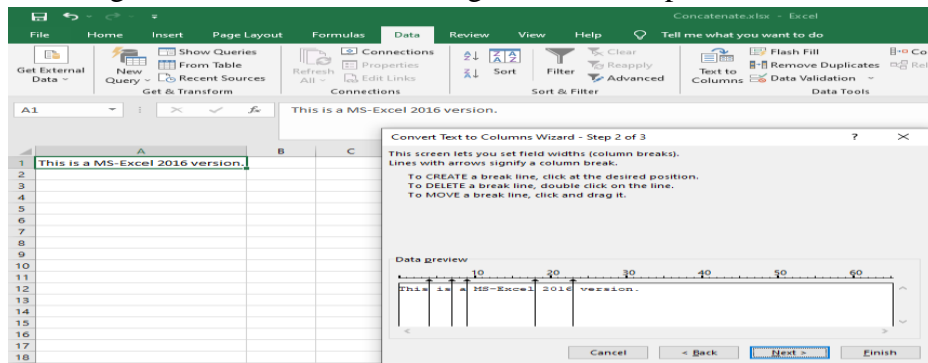 Concatenate.xlsx - Excel
File Home Insert Page Layout Formulas Data Review View Help Tell me what you want to do
Get External Data
New Query
Show Queries
From Table
Recent Sources
Get & Transform
Refresh All
Connections
Properties
Edit Links
Connections
Sort
Filter
Clear
Reapply
Advanced
Sort & Filter
Text to Columns
Flash Fill
Remove Duplicates
Data Validation
Data Tools
Co
Rel
A1 fx This is a MS-Excel 2016 version.
A B C
1 This is a MS-Excel 2016 version.
2
3
4
5
6
7
8
9
10
11
12
13
14
15
16
17
18
Convert Text to Columns Wizard - Step 2 of 3 ? ×
This screen lets you set field widths (column breaks).
Lines with arrows signify a column break.
To CREATE a break line, click at the desired position.
To DELETE a break line, double click on the line.
To MOVE a break line, click and drag it.
Data preview
10 20 30 40 50 60
This is a MS-Excel 2016 version.
Cancel < Back Next > Finish